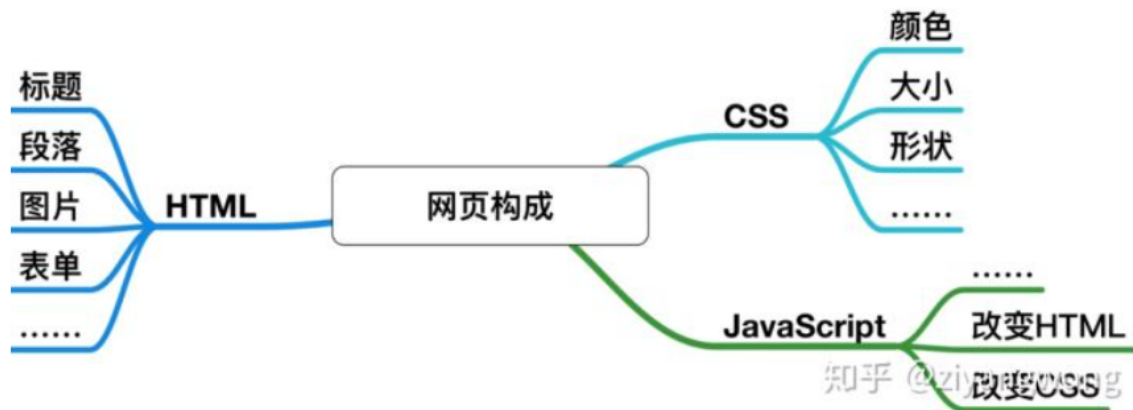 网页构成
HTML
标题
段落
图片
表单
……
CSS
颜色
大小
形状
……
JavaScript
……
改变HTML
改变CSS
知乎 @ziyangwong